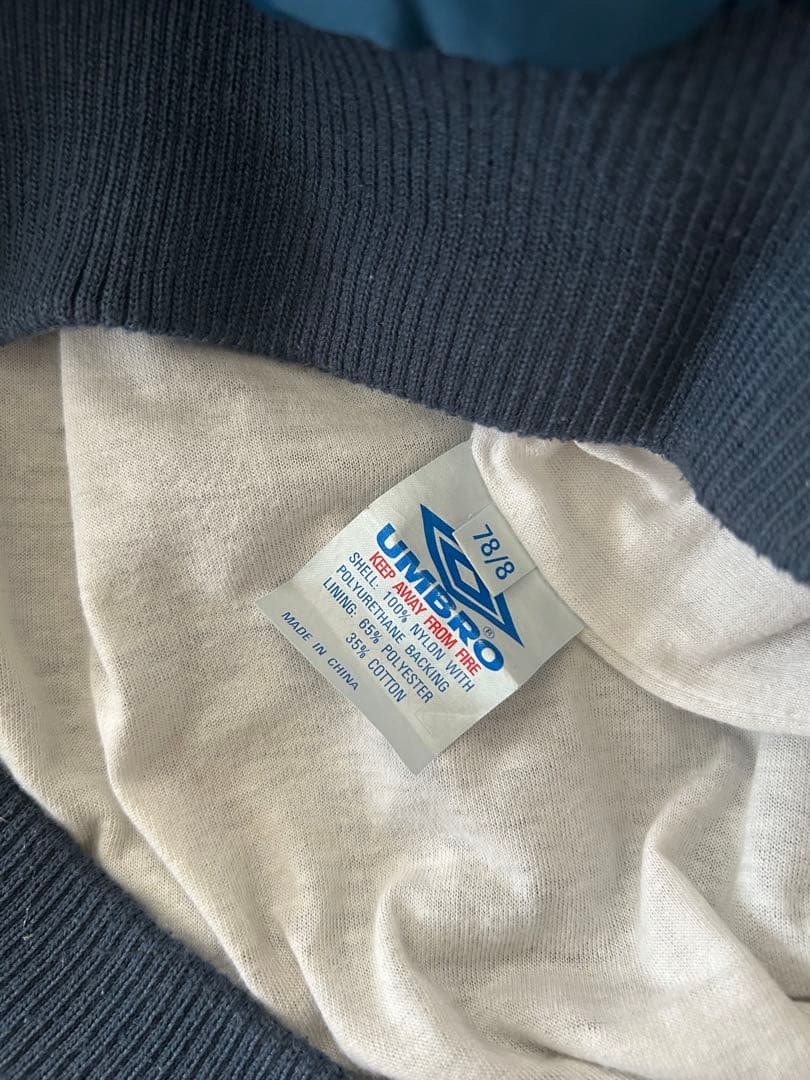 78/8
UMBRO®
KEEP AWAY FROM FIRE
SHELL: 100% NYLON WITH
POLYURETHANE BACKING
LINING: 65% POLYESTER
35% COTTON
MADE IN CHINA